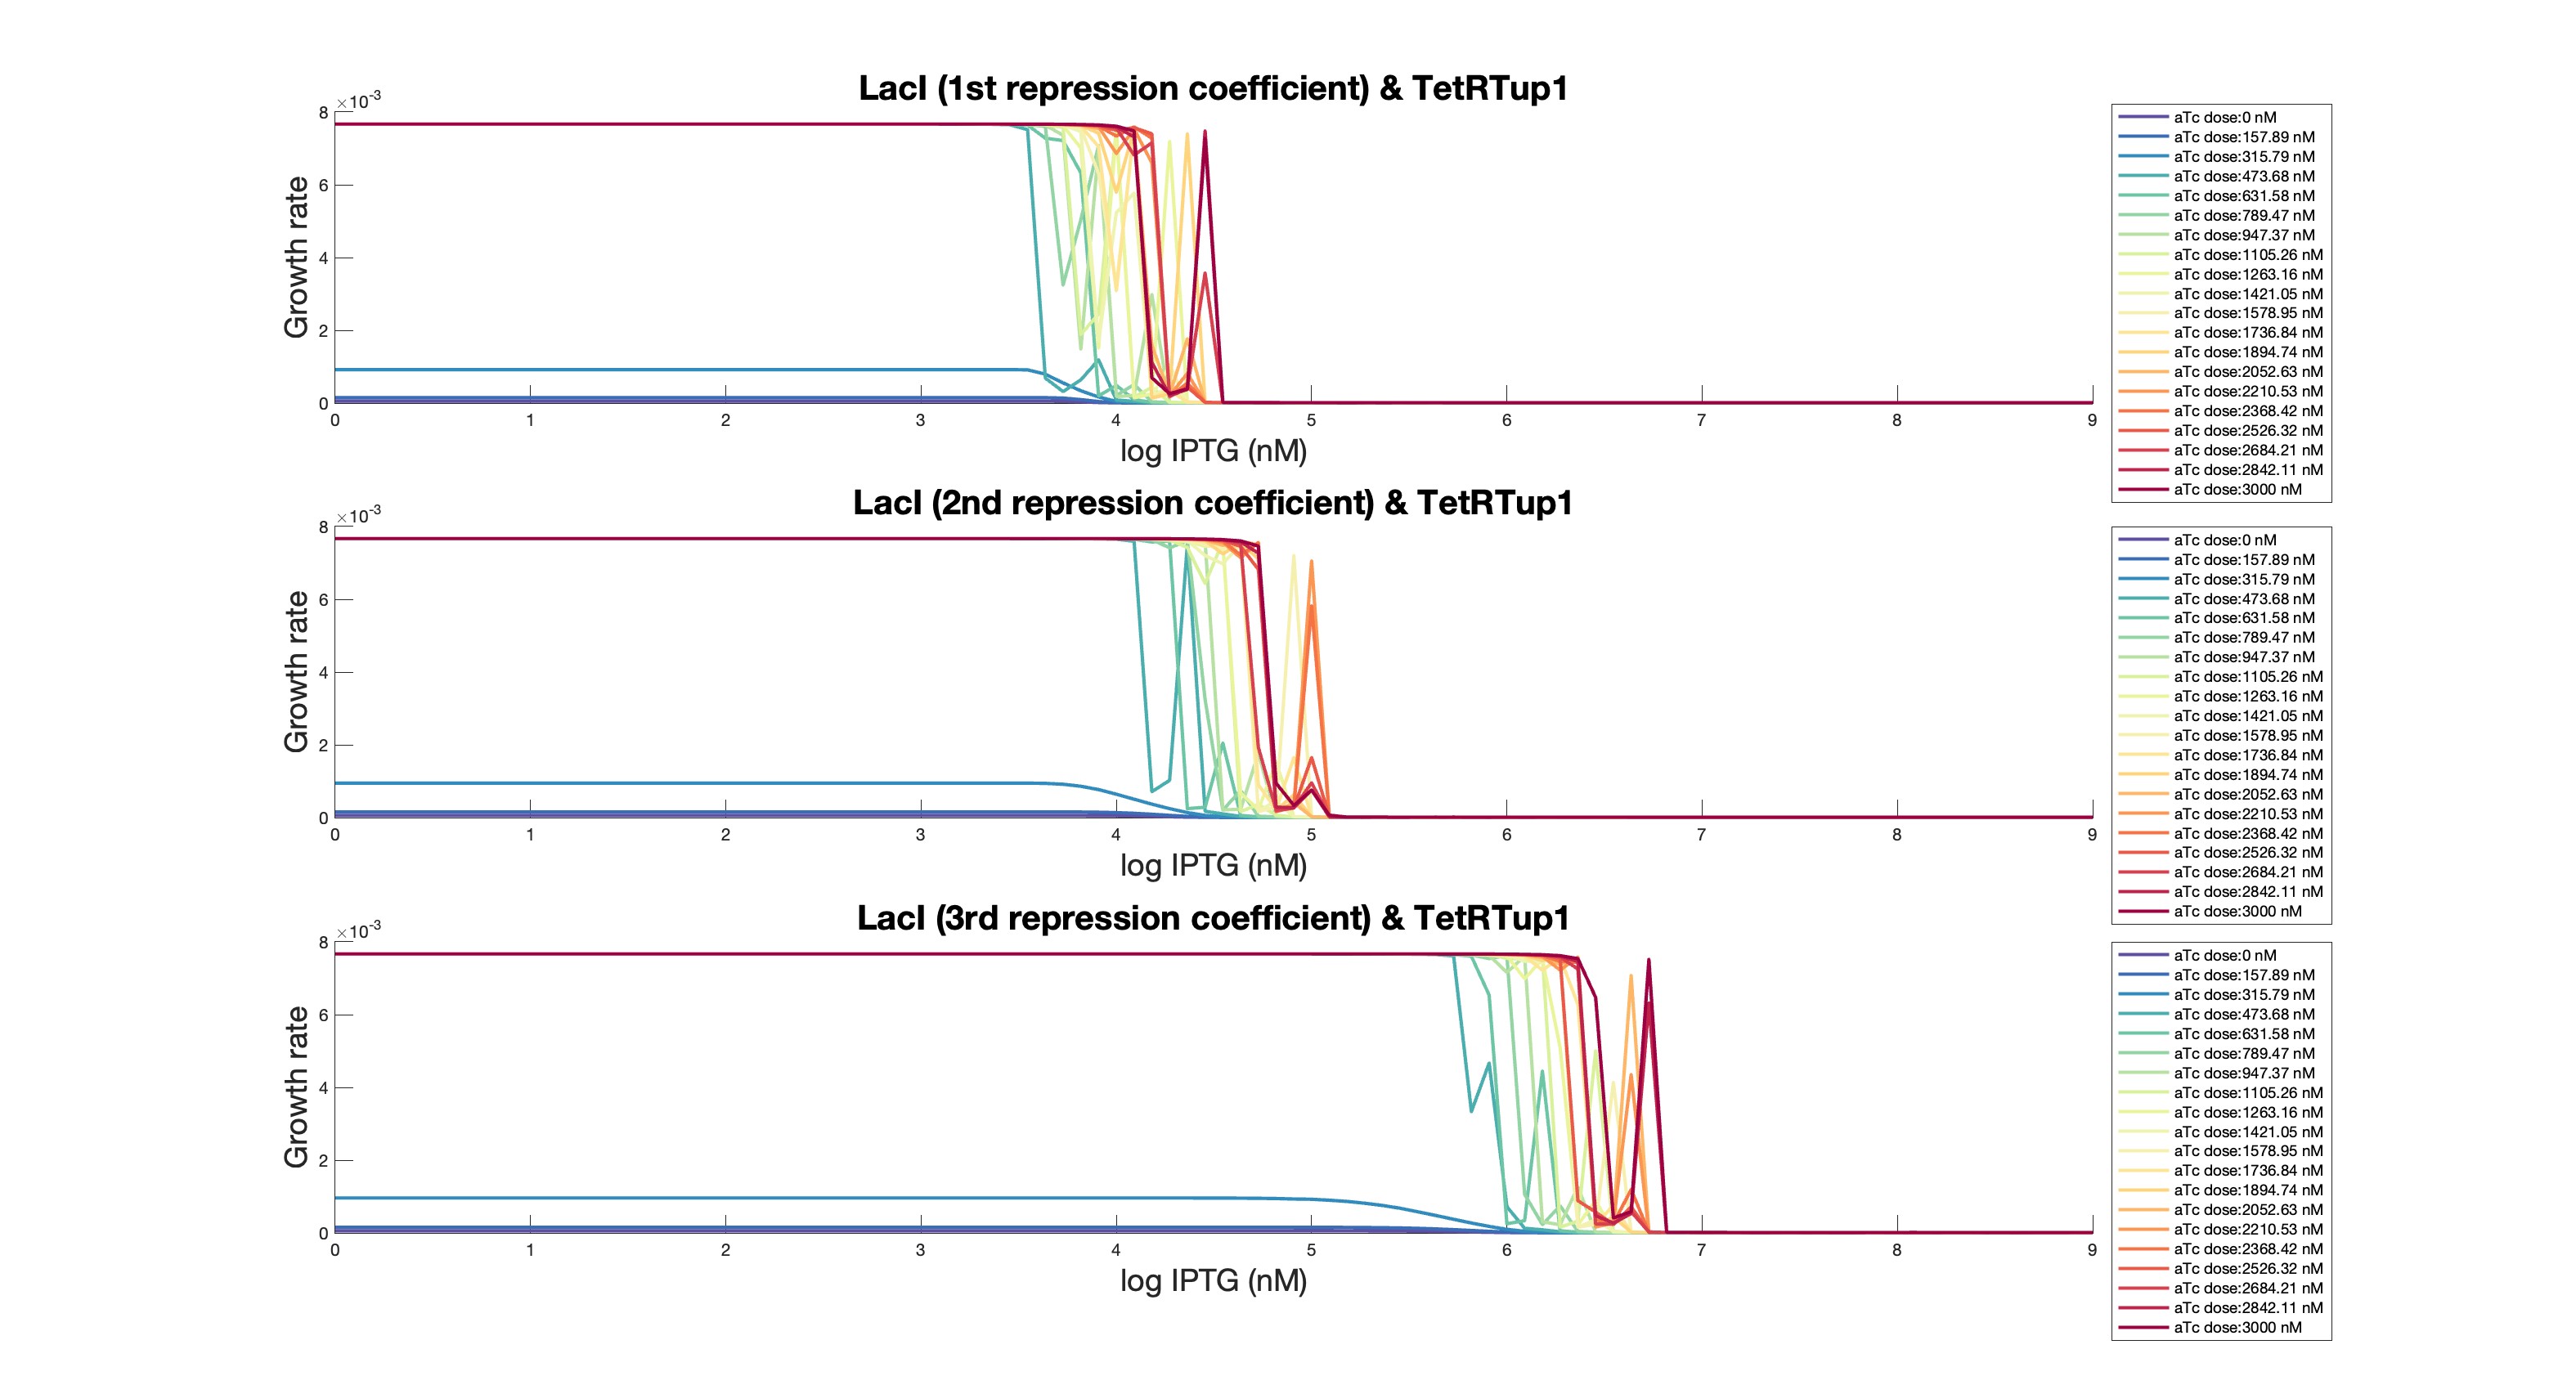 LacI (1st repression coefficient) & TetRTup1
×10-3
8
6
4
2
0
Growth rate
0 1 2 3 4 5 6 7 8 9
log IPTG (nM)
aTc dose:0 nM
aTc dose:157.89 nM
aTc dose:315.79 nM
aTc dose:473.68 nM
aTc dose:631.58 nM
aTc dose:789.47 nM
aTc dose:947.37 nM
aTc dose:1105.26 nM
aTc dose:1263.16 nM
aTc dose:1421.05 nM
aTc dose:1578.95 nM
aTc dose:1736.84 nM
aTc dose:1894.74 nM
aTc dose:2052.63 nM
aTc dose:2210.53 nM
aTc dose:2368.42 nM
aTc dose:2526.32 nM
aTc dose:2684.21 nM
aTc dose:2842.11 nM
aTc dose:3000 nM
LacI (2nd repression coefficient) & TetRTup1
×10-3
8
6
4
2
0
Growth rate
0 1 2 3 4 5 6 7 8 9
log IPTG (nM)
aTc dose:0 nM
aTc dose:157.89 nM
aTc dose:315.79 nM
aTc dose:473.68 nM
aTc dose:631.58 nM
aTc dose:789.47 nM
aTc dose:947.37 nM
aTc dose:1105.26 nM
aTc dose:1263.16 nM
aTc dose:1421.05 nM
aTc dose:1578.95 nM
aTc dose:1736.84 nM
aTc dose:1894.74 nM
aTc dose:2052.63 nM
aTc dose:2210.53 nM
aTc dose:2368.42 nM
aTc dose:2526.32 nM
aTc dose:2684.21 nM
aTc dose:2842.11 nM
aTc dose:3000 nM
LacI (3rd repression coefficient) & TetRTup1
×10-3
8
6
4
2
0
Growth rate
0 1 2 3 4 5 6 7 8 9
log IPTG (nM)
aTc dose:0 nM
aTc dose:157.89 nM
aTc dose:315.79 nM
aTc dose:473.68 nM
aTc dose:631.58 nM
aTc dose:789.47 nM
aTc dose:947.37 nM
aTc dose:1105.26 nM
aTc dose:1263.16 nM
aTc dose:1421.05 nM
aTc dose:1578.95 nM
aTc dose:1736.84 nM
aTc dose:1894.74 nM
aTc dose:2052.63 nM
aTc dose:2210.53 nM
aTc dose:2368.42 nM
aTc dose:2526.32 nM
aTc dose:2684.21 nM
aTc dose:2842.11 nM
aTc dose:3000 nM